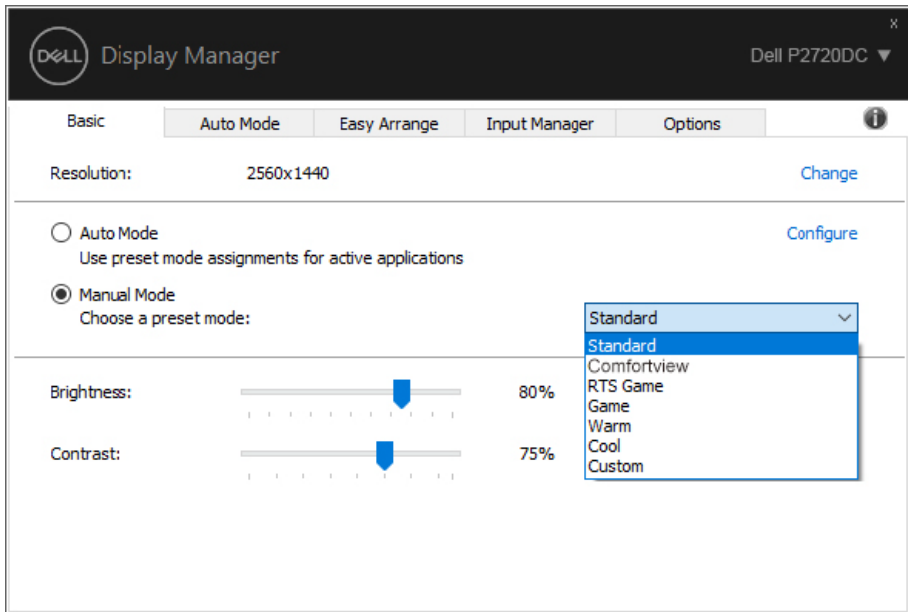 x
DELL Display Manager Dell P2720DC ▼
Basic Auto Mode Easy Arrange Input Manager Options i
Resolution: 2560x1440 Change
Auto Mode Configure
Use preset mode assignments for active applications
Manual Mode
Choose a preset mode: Standard
Standard
Comfortview
RTS Game
Brightness: 80%
Game
Warm
Cool
Contrast: 75%
Custom